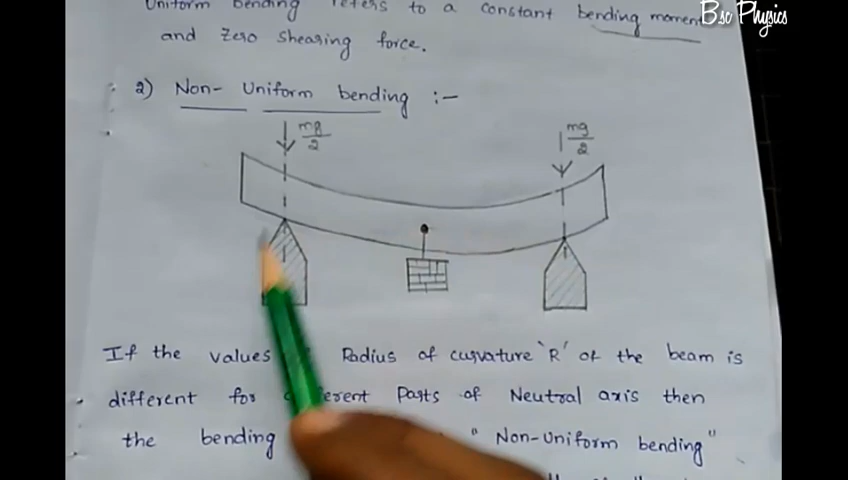 Uniform bending refers to a constant bending moment
Bsc Physics
and zero shearing force.
2) Non- Uniform bending :-
mg/2
mg/2
If the values Radius of curvature 'R' of the beam is
different for Parts of Neutral axis then
the bending "Non-Uniform bending"